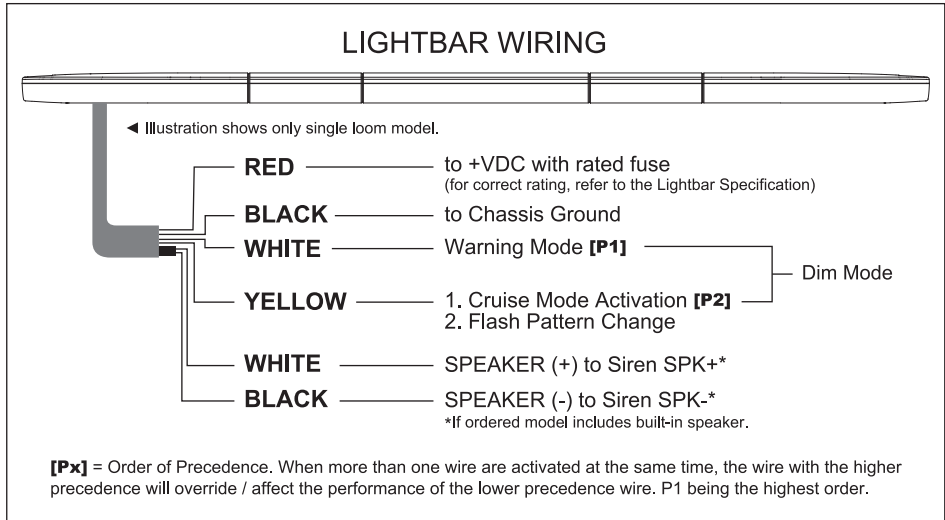 LIGHTBAR WIRING
◄ Illustration shows only single loom model.
RED to +VDC with rated fuse
(for correct rating, refer to the Lightbar Specification)
BLACK to Chassis Ground
WHITE Warning Mode [P1]
Dim Mode
YELLOW 1. Cruise Mode Activation [P2]
2. Flash Pattern Change
WHITE SPEAKER (+) to Siren SPK+*
BLACK SPEAKER (-) to Siren SPK-*
*If ordered model includes built-in speaker.
[Px] = Order of Precedence. When more than one wire are activated at the same time, the wire with the higher
precedence will override / affect the performance of the lower precedence wire. P1 being the highest order.